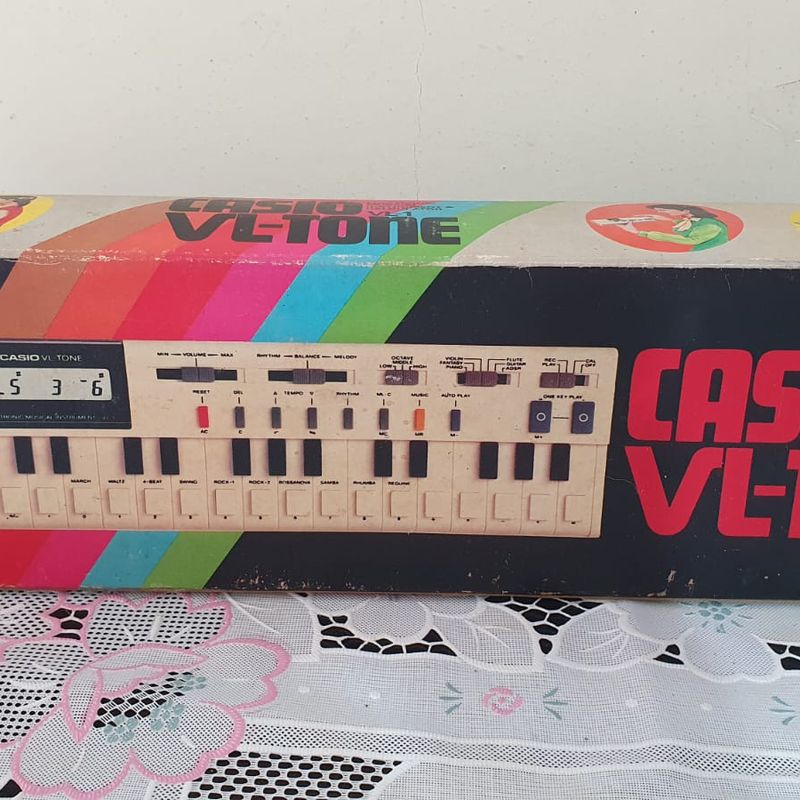 CASIO
VL-1
VL-TONE
CASIO VL-TONE
MIN VOLUME MAX
RHYTHM BALANCE MELODY
OCTAVE
MIDDLE
LOW HIGH
VIOLIN
FANTASY
PIANO
FLUTE
GUITAR
ADSR
REC
PLAY
CAL
OFF
5 3 -6
RESET
DEL
TEMPO
RHYTHM
ML-C
MUSIC
AUTO PLAY
ONE KEY PLAY
AC
C
%
MC
MR
M-
M+
MARCH
WALTZ
4-BEAT
SWING
ROCK-1
ROCK-2
BOSSANOVA
SAMBA
RHUMBA
BEGUINE
CAS
VL-T